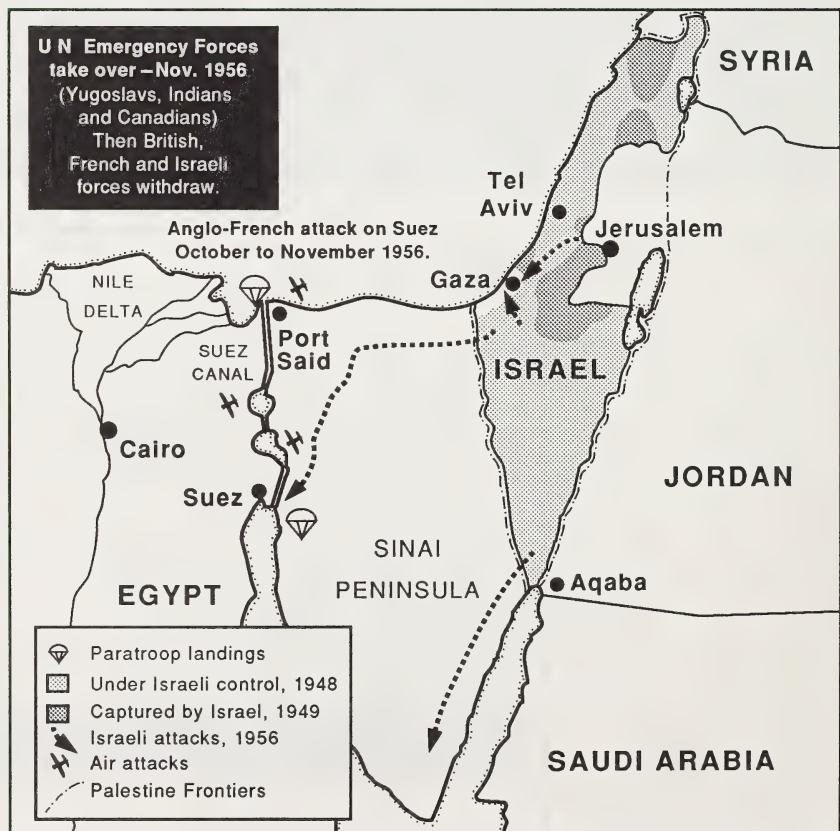 U N Emergency Forces
take over – Nov. 1956
(Yugoslavs, Indians
and Canadians)
Then British,
French and Israeli
forces withdraw.
SYRIA
Tel
Aviv
Jerusalem
Anglo-French attack on Suez
October to November 1956.
Gaza
NILE
DELTA
Port
Said
SUEZ
CANAL
ISRAEL
Cairo
JORDAN
Suez
SINAI
PENINSULA
Aqaba
EGYPT
SAUDI ARABIA
Paratroop landings
Under Israeli control, 1948
Captured by Israel, 1949
Israeli attacks, 1956
Air attacks
Palestine Frontiers